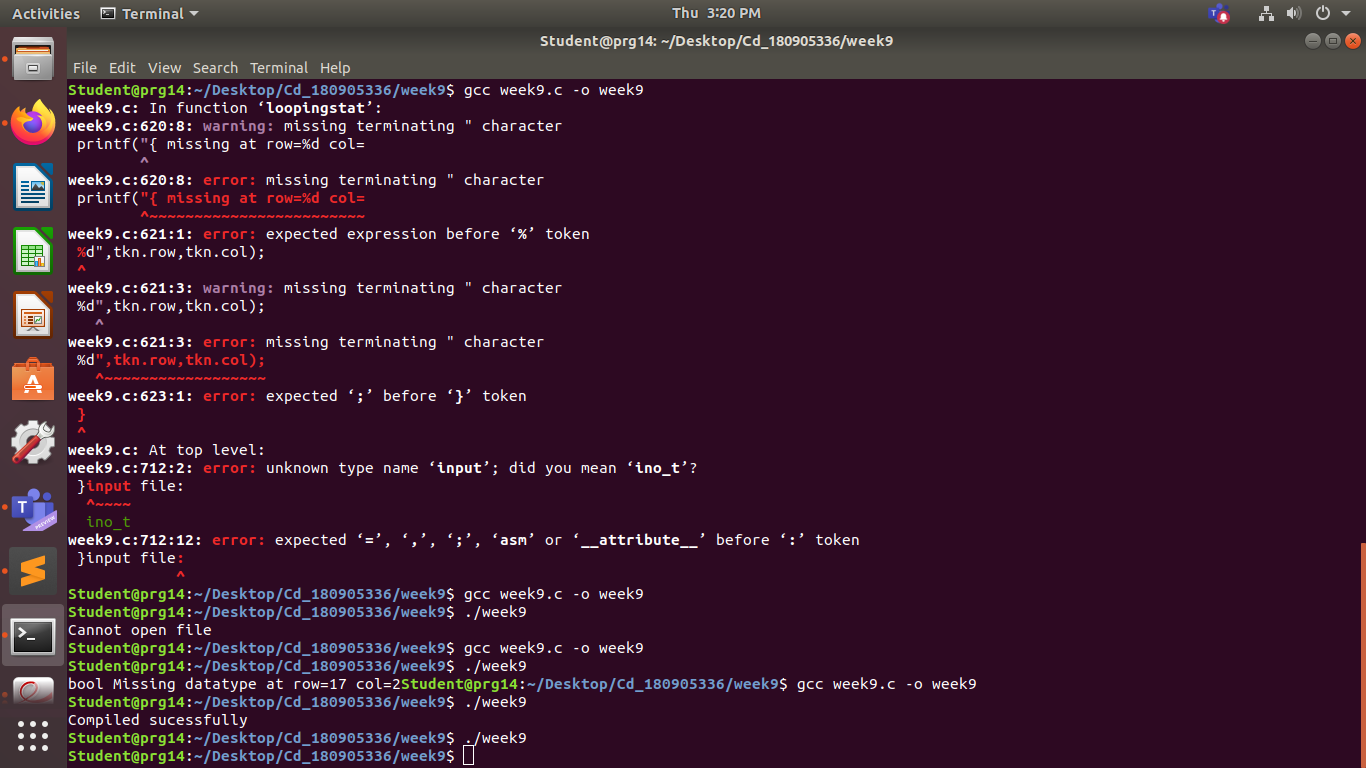 Activities Terminal Thu 3:20 PM
Student@prg14: ~/Desktop/Cd_180905336/week9
File Edit View Search Terminal Help
Student@prg14:~/Desktop/Cd_180905336/week9$ gcc week9.c -o week9
week9.c: In function ‘loopingstat’:
week9.c:620:8: warning: missing terminating " character
printf("{ missing at row=%d col=
^
week9.c:620:8: error: missing terminating " character
printf("{ missing at row=%d col=
^~~~~~~~~~~~~~~~~~~~~~~~~
week9.c:621:1: error: expected expression before ‘%’ token
%d",tkn.row,tkn.col);
^
week9.c:621:3: warning: missing terminating " character
%d",tkn.row,tkn.col);
^
week9.c:621:3: error: missing terminating " character
%d",tkn.row,tkn.col);
^~~~~~~~~~~~~~~~~~~
week9.c:623:1: error: expected ‘;’ before ‘}’ token
}
^
week9.c: At top level:
week9.c:712:2: error: unknown type name ‘input’; did you mean ‘ino_t’?
}input file:
^~~~~
ino_t
week9.c:712:12: error: expected ‘=’, ‘,’, ‘;’, ‘asm’ or ‘__attribute__’ before ‘:’ token
}input file:
^
Student@prg14:~/Desktop/Cd_180905336/week9$ gcc week9.c -o week9
Student@prg14:~/Desktop/Cd_180905336/week9$ ./week9
Cannot open file
Student@prg14:~/Desktop/Cd_180905336/week9$ gcc week9.c -o week9
Student@prg14:~/Desktop/Cd_180905336/week9$ ./week9
bool Missing datatype at row=17 col=2Student@prg14:~/Desktop/Cd_180905336/week9$ gcc week9.c -o week9
Student@prg14:~/Desktop/Cd_180905336/week9$ ./week9
Compiled sucessfully
Student@prg14:~/Desktop/Cd_180905336/week9$ ./week9
Student@prg14:~/Desktop/Cd_180905336/week9$